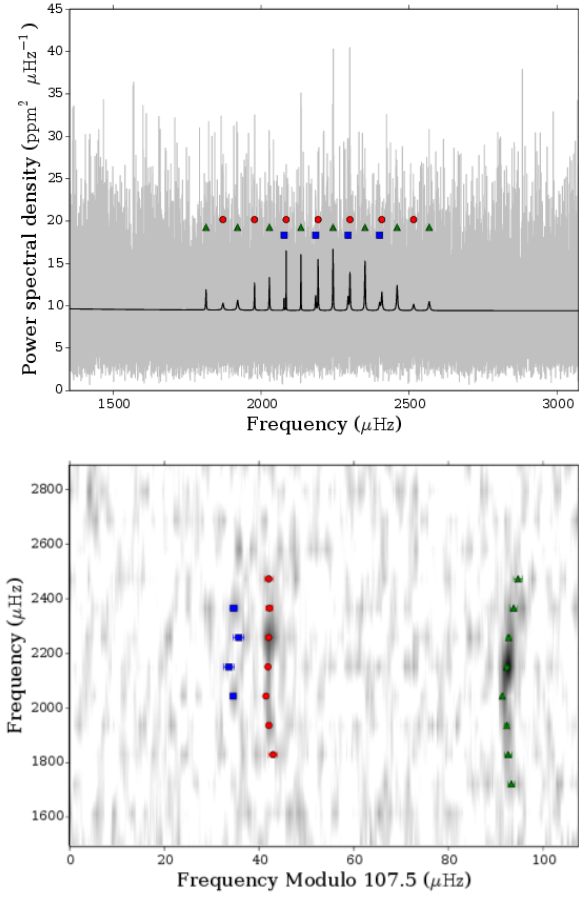 45
40
35
30
25
20
15
10
5
0
Power spectral density (ppm² μHz⁻¹)
1500 2000 2500 3000
Frequency (μHz)
2800
2600
2400
2200
2000
1800
1600
Frequency (μHz)
0 20 40 60 80 100
Frequency Modulo 107.5 (μHz)